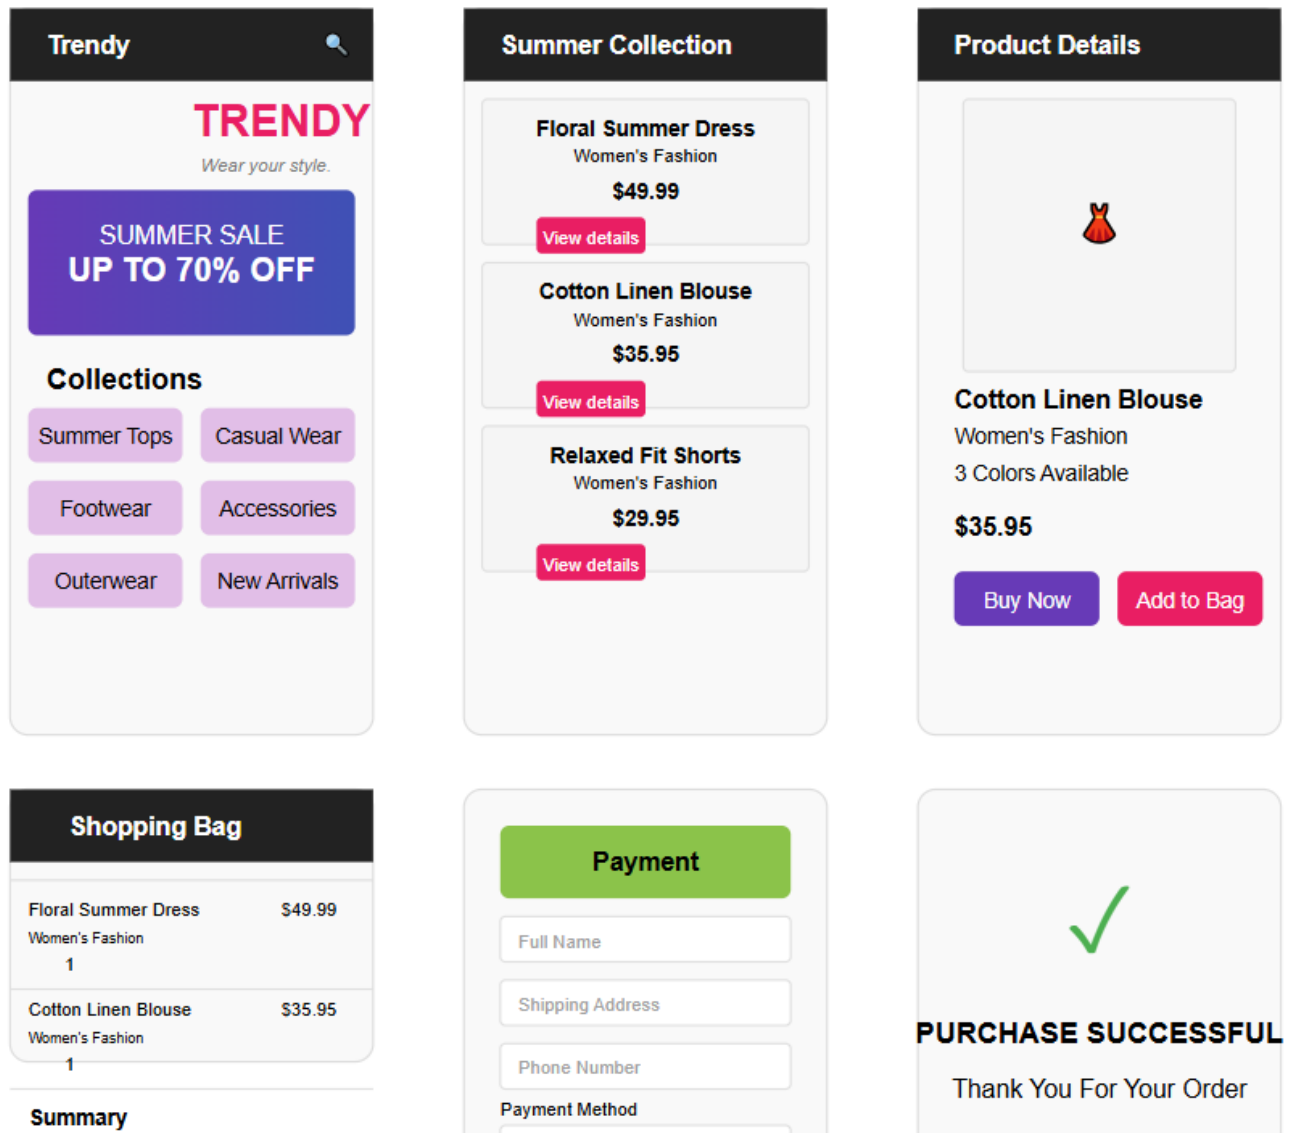 Trendy
TRENDY
Wear your style.
SUMMER SALE
UP TO 70% OFF
Collections
Summer Tops
Casual Wear
Footwear
Accessories
Outerwear
New Arrivals
Summer Collection
Floral Summer Dress
Women's Fashion
$49.99
View details
Cotton Linen Blouse
Women's Fashion
$35.95
View details
Relaxed Fit Shorts
Women's Fashion
$29.95
View details
Product Details
Cotton Linen Blouse
Women's Fashion
3 Colors Available
$35.95
Buy Now
Add to Bag
Shopping Bag
Floral Summer Dress $49.99
Women's Fashion
1
Cotton Linen Blouse $35.95
Women's Fashion
1
Summary
Payment
Full Name
Shipping Address
Phone Number
Payment Method
PURCHASE SUCCESSFUL
Thank You For Your Order